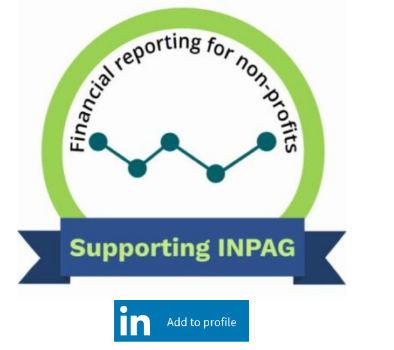 Financial reporting for non-profits
Supporting INPAG
in Add to profile